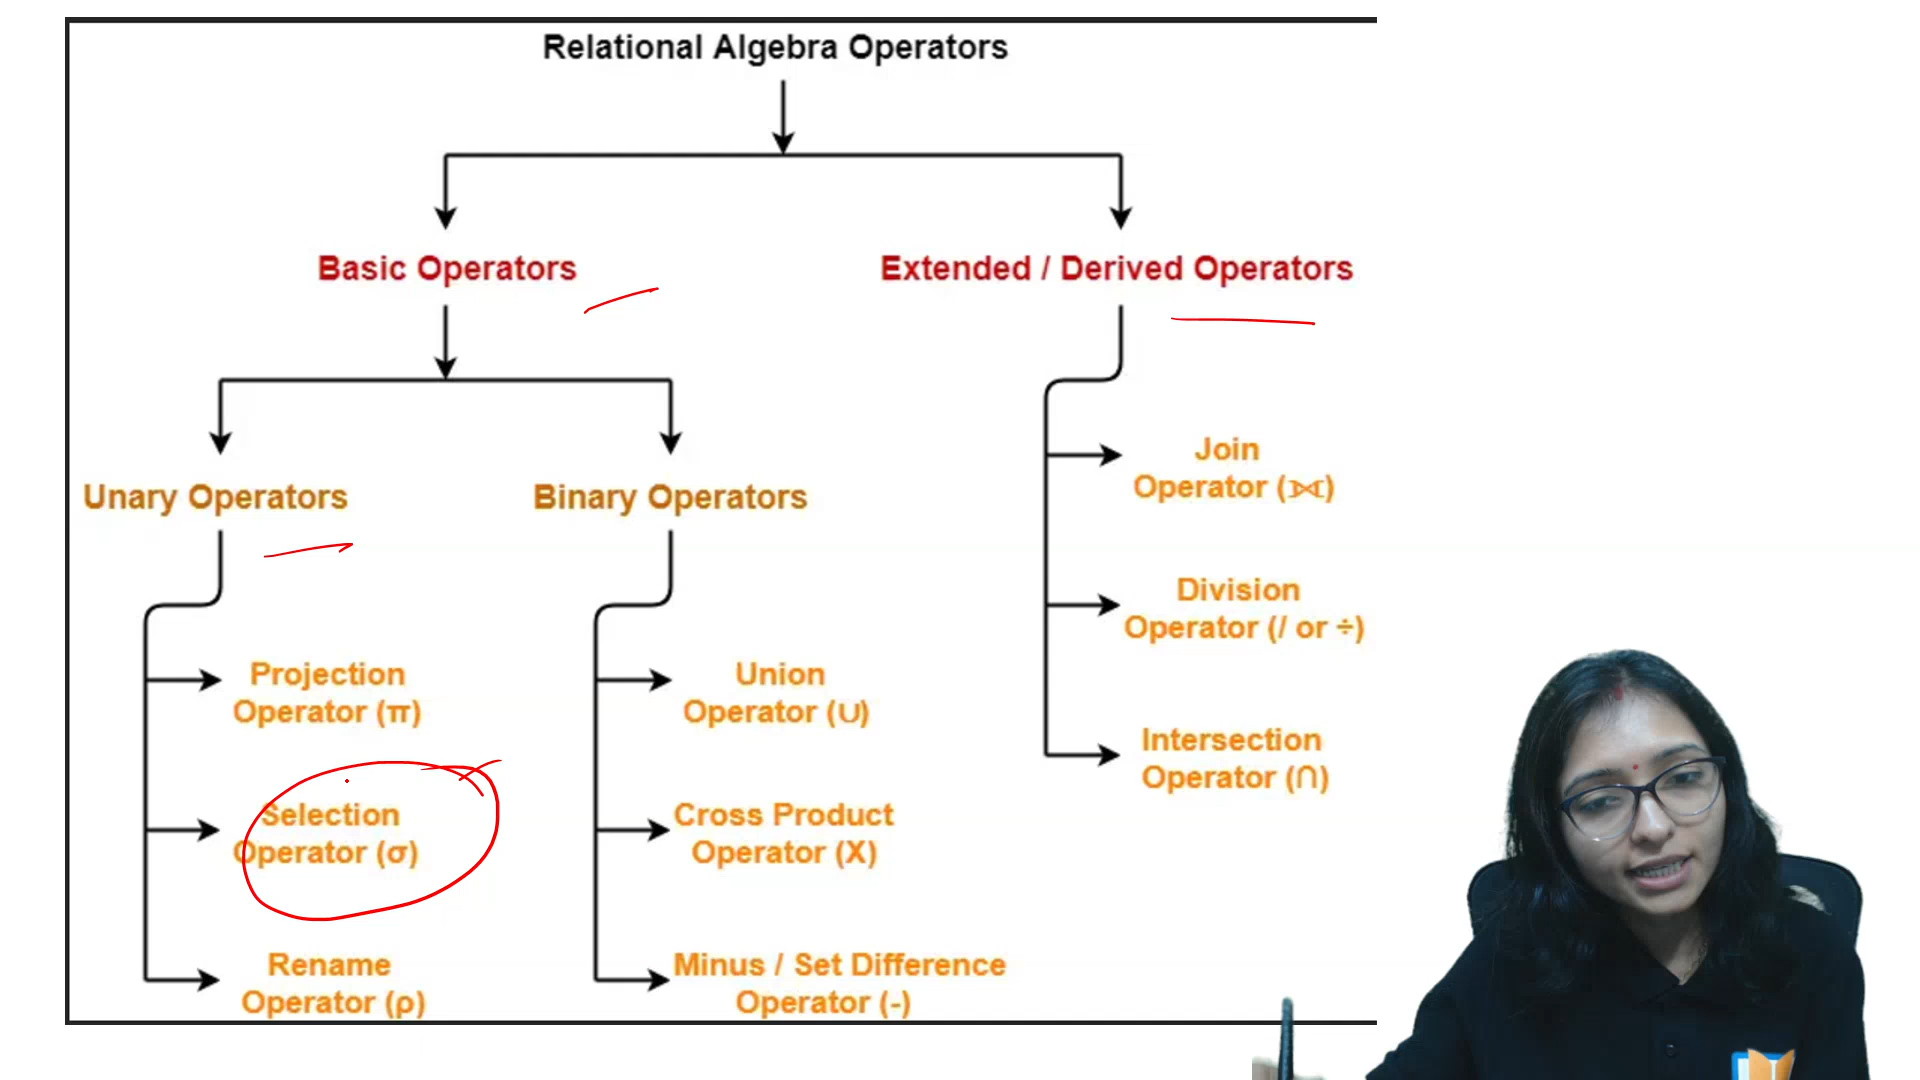 Relational Algebra Operators
Basic Operators
Extended / Derived Operators
Unary Operators
Binary Operators
Projection
Operator (π)
Selection
Operator (σ)
Rename
Operator (ρ)
Union
Operator (∪)
Cross Product
Operator (X)
Minus / Set Difference
Operator (-)
Join
Operator (⋈)
Division
Operator (/ or ÷)
Intersection
Operator (∩)